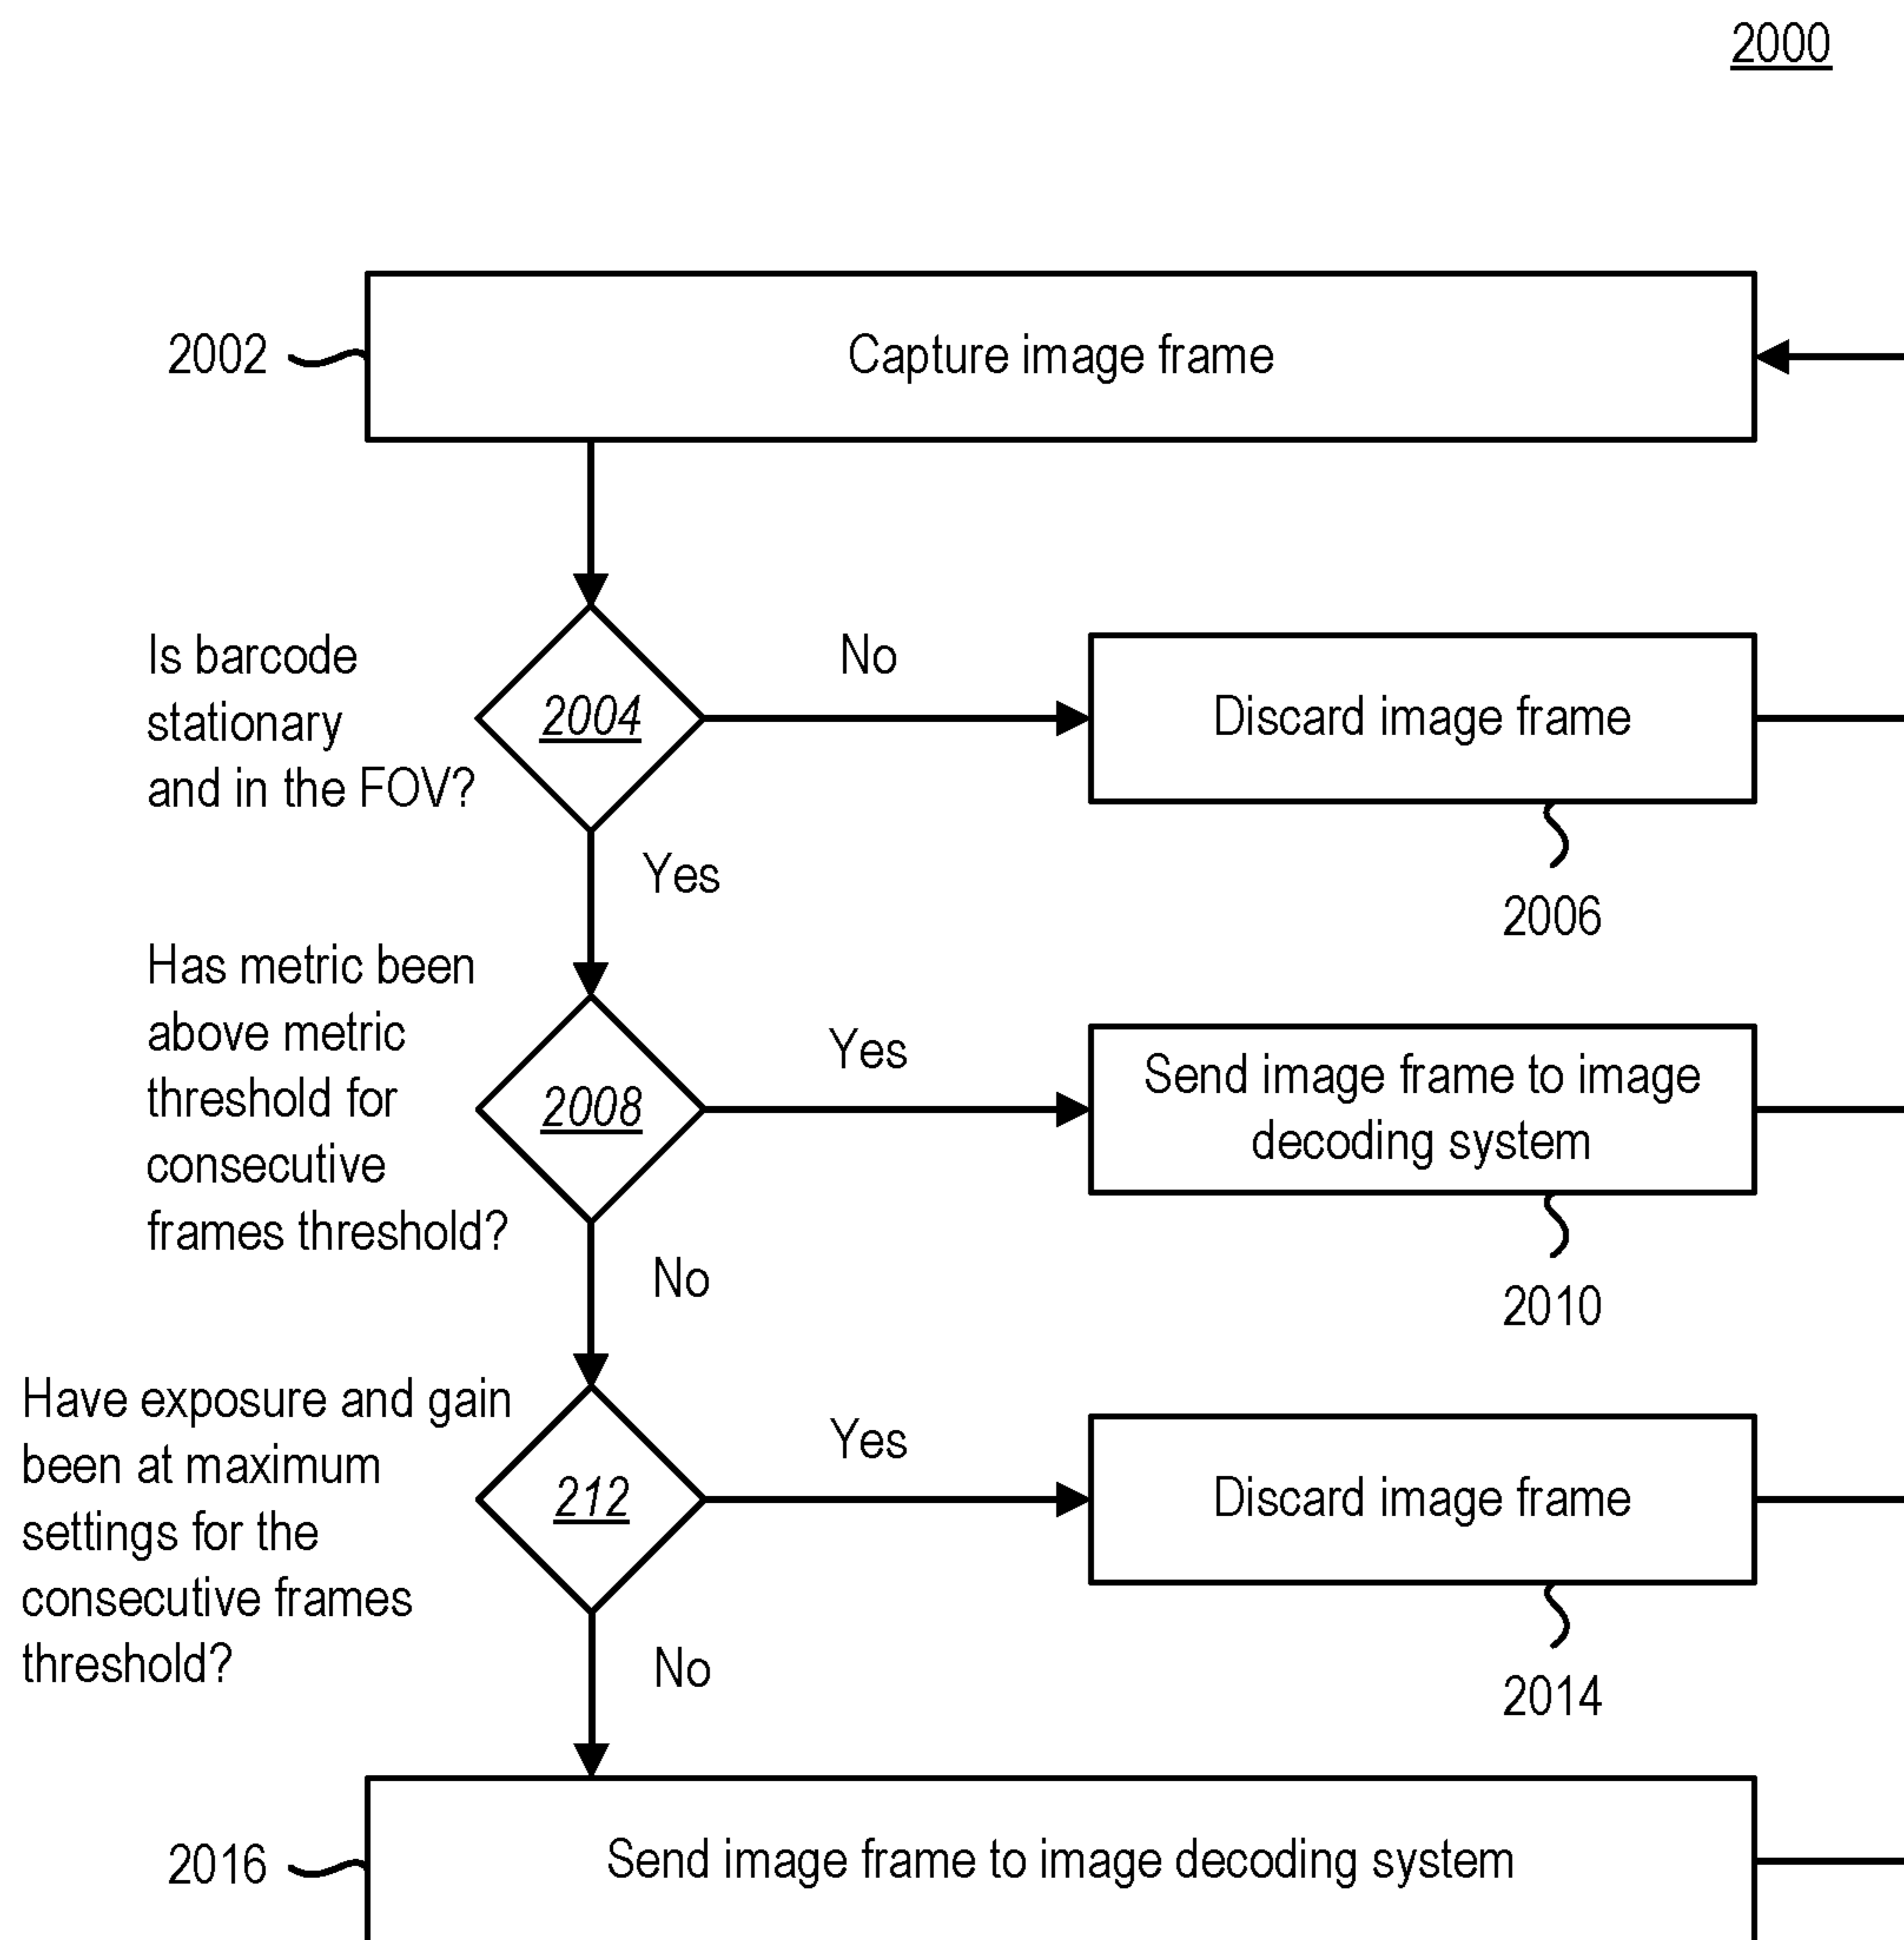 2000
2002
Capture image frame
Is barcode
stationary
and in the FOV?
2004
No
Discard image frame
2006
Yes
Has metric been
above metric
threshold for
consecutive
frames threshold?
2008
Yes
Send image frame to image
decoding system
2010
No
Have exposure and gain
been at maximum
settings for the
consecutive frames
threshold?
212
Yes
Discard image frame
2014
No
2016
Send image frame to image decoding system